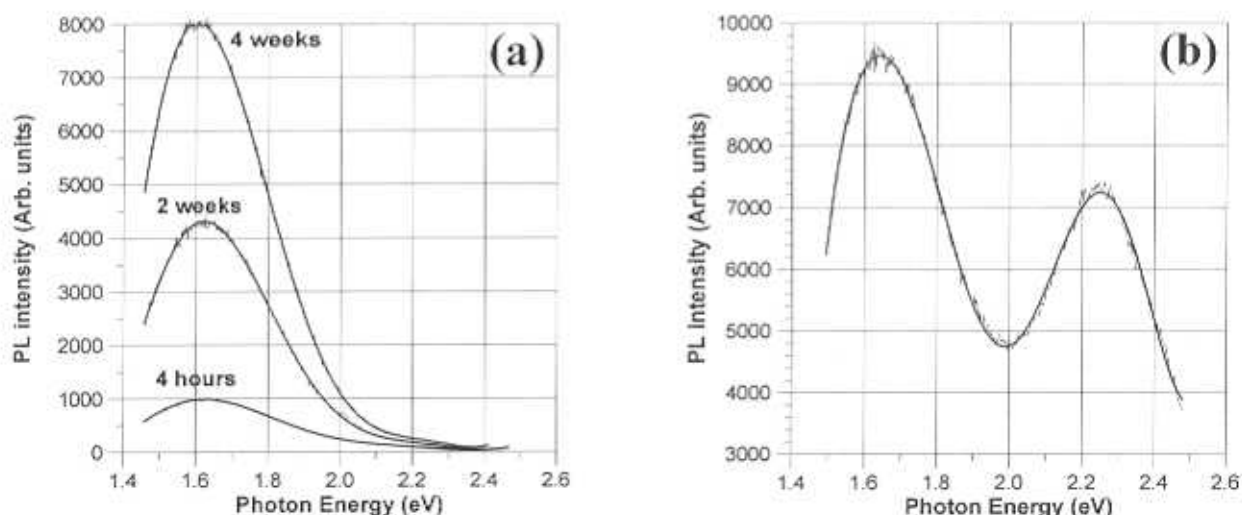 (a)
4 weeks
2 weeks
4 hours
PL intensity (Arb. units)
8000
7000
6000
5000
4000
3000
2000
1000
0
1.4 1.6 1.8 2.0 2.2 2.4 2.6
Photon Energy (eV)
(b)
PL Intensity (Arb. units)
10000
9000
8000
7000
6000
5000
4000
3000
1.4 1.6 1.8 2.0 2.2 2.4 2.6
Photon Energy (eV)